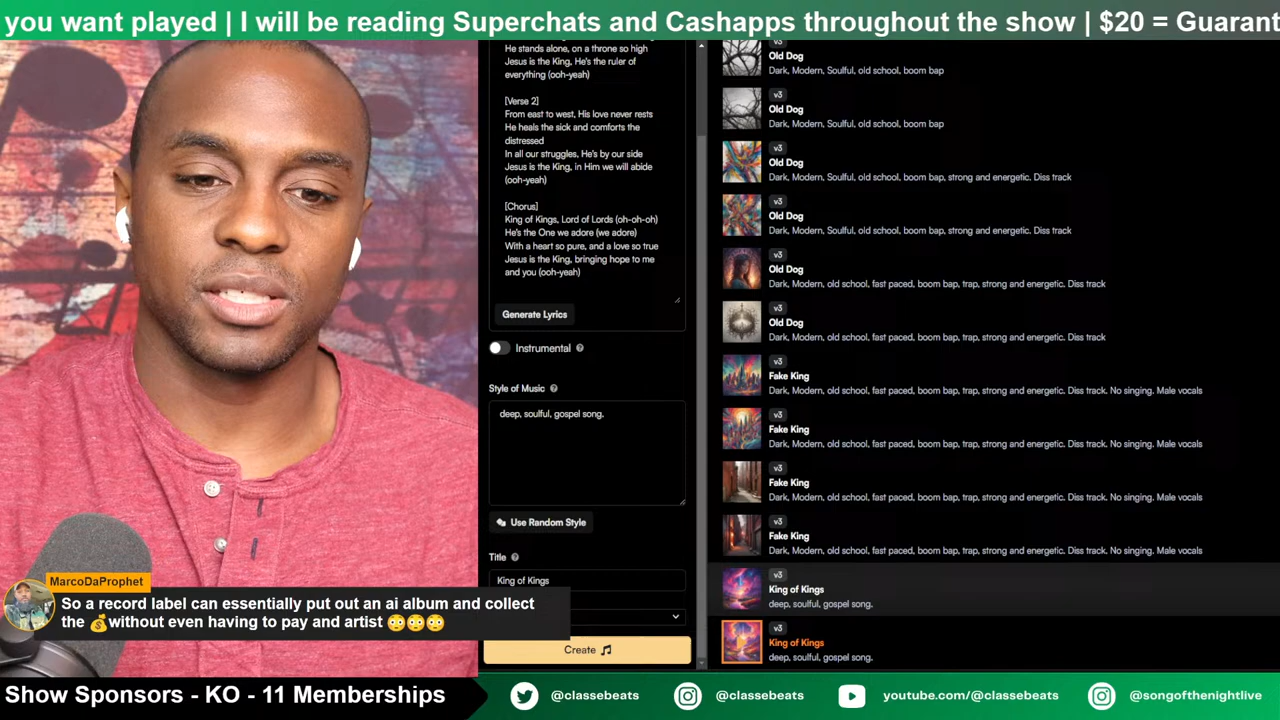 you want played | I will be reading Superchats and Cashapps throughout the show | $20 = Guarant
He stands alone, on a throne so high
Jesus is the King, He's the ruler of
everything (ooh-yeah)
[Verse 2]
From east to west, His love never rests
He heals the sick and comforts the
distressed
In all our struggles, He's by our side
Jesus is the King, in Him we will abide
(ooh-yeah)
[Chorus]
King of Kings, Lord of Lords (oh-oh-oh)
He's the One we adore (we adore)
With a heart so pure, and a love so true
Jesus is the King, bringing hope to me
and you (ooh-yeah)
Generate Lyrics
Instrumental
Style of Music
deep, soulful, gospel song.
Use Random Style
Title
King of Kings
Create
v3
Old Dog
Dark, Modern, Soulful, old school, boom bap
v3
Old Dog
Dark, Modern, Soulful, old school, boom bap
v3
Old Dog
Dark, Modern, Soulful, old school, boom bap, strong and energetic. Diss track
v3
Old Dog
Dark, Modern, Soulful, old school, boom bap, strong and energetic. Diss track
v3
Old Dog
Dark, Modern, old school, fast paced, boom bap, trap, strong and energetic. Diss track
v3
Old Dog
Dark, Modern, old school, fast paced, boom bap, trap, strong and energetic. Diss track
v3
Fake King
Dark, Modern, old school, fast paced, boom bap, trap, strong and energetic. Diss track. No singing. Male vocals
v3
Fake King
Dark, Modern, old school, fast paced, boom bap, trap, strong and energetic. Diss track. No singing. Male vocals
v3
Fake King
Dark, Modern, old school, fast paced, boom bap, trap, strong and energetic. Diss track. No singing. Male vocals
v3
Fake King
Dark, Modern, old school, fast paced, boom bap, trap, strong and energetic. Diss track. No singing. Male vocals
v3
King of Kings
deep, soulful, gospel song.
v3
King of Kings
deep, soulful, gospel song.
MarcoDaProphet
So a record label can essentially put out an ai album and collect
the 💰without even having to pay and artist 😳😳😳
Show Sponsors - KO - 11 Memberships
@classebeats
@classebeats
youtube.com/@classebeats
@songofthenightlive